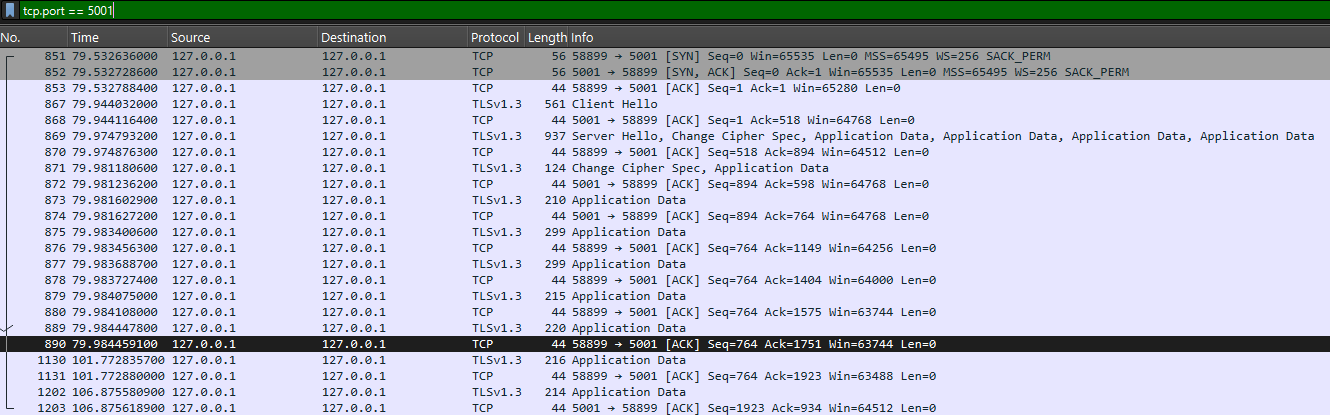 tcp.port == 5001
No. Time Source Destination Protocol Length Info
851 79.532636000 127.0.0.1 127.0.0.1 TCP 56 58899 → 5001 [SYN] Seq=0 Win=65535 Len=0 MSS=65495 WS=256 SACK_PERM
852 79.532728600 127.0.0.1 127.0.0.1 TCP 56 5001 → 58899 [SYN, ACK] Seq=0 Ack=1 Win=65535 Len=0 MSS=65495 WS=256 SACK_PERM
853 79.532788400 127.0.0.1 127.0.0.1 TCP 44 58899 → 5001 [ACK] Seq=1 Ack=1 Win=65280 Len=0
867 79.944032000 127.0.0.1 127.0.0.1 TLSv1.3 561 Client Hello
868 79.944116400 127.0.0.1 127.0.0.1 TCP 44 5001 → 58899 [ACK] Seq=1 Ack=518 Win=64768 Len=0
869 79.974793200 127.0.0.1 127.0.0.1 TLSv1.3 937 Server Hello, Change Cipher Spec, Application Data, Application Data, Application Data, Application Data
870 79.974876300 127.0.0.1 127.0.0.1 TCP 44 58899 → 5001 [ACK] Seq=518 Ack=894 Win=64512 Len=0
871 79.981180600 127.0.0.1 127.0.0.1 TLSv1.3 124 Change Cipher Spec, Application Data
872 79.981236200 127.0.0.1 127.0.0.1 TCP 44 5001 → 58899 [ACK] Seq=894 Ack=598 Win=64768 Len=0
873 79.981602900 127.0.0.1 127.0.0.1 TLSv1.3 210 Application Data
874 79.981627200 127.0.0.1 127.0.0.1 TCP 44 5001 → 58899 [ACK] Seq=894 Ack=764 Win=64768 Len=0
875 79.983400600 127.0.0.1 127.0.0.1 TLSv1.3 299 Application Data
876 79.983456300 127.0.0.1 127.0.0.1 TCP 44 58899 → 5001 [ACK] Seq=764 Ack=1149 Win=64256 Len=0
877 79.983688700 127.0.0.1 127.0.0.1 TLSv1.3 299 Application Data
878 79.983727400 127.0.0.1 127.0.0.1 TCP 44 58899 → 5001 [ACK] Seq=764 Ack=1404 Win=64000 Len=0
879 79.984075000 127.0.0.1 127.0.0.1 TLSv1.3 215 Application Data
880 79.984108000 127.0.0.1 127.0.0.1 TCP 44 58899 → 5001 [ACK] Seq=764 Ack=1575 Win=63744 Len=0
889 79.984447800 127.0.0.1 127.0.0.1 TLSv1.3 220 Application Data
890 79.984459100 127.0.0.1 127.0.0.1 TCP 44 58899 → 5001 [ACK] Seq=764 Ack=1751 Win=63744 Len=0
1130 101.772835700 127.0.0.1 127.0.0.1 TLSv1.3 216 Application Data
1131 101.772880000 127.0.0.1 127.0.0.1 TCP 44 58899 → 5001 [ACK] Seq=764 Ack=1923 Win=63488 Len=0
1202 106.875580900 127.0.0.1 127.0.0.1 TLSv1.3 214 Application Data
1203 106.875618900 127.0.0.1 127.0.0.1 TCP 44 5001 → 58899 [ACK] Seq=1923 Ack=934 Win=64512 Len=0